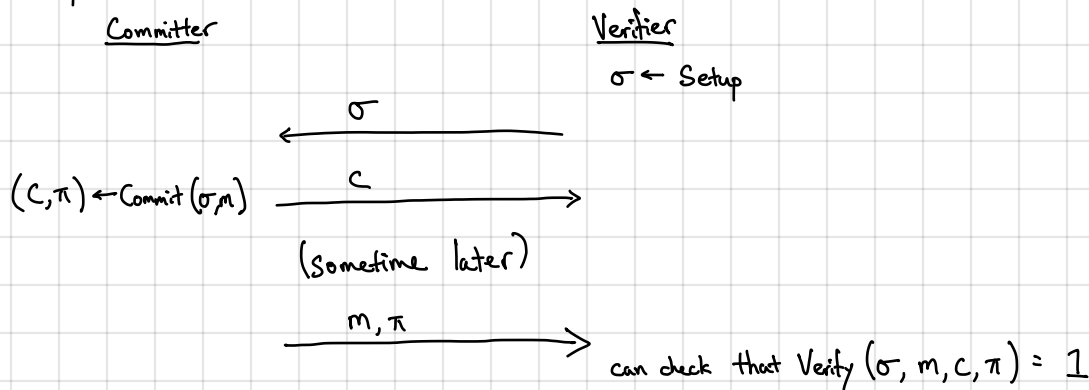 Committer
Verifier
σ ← Setup
σ
(c, π) ← Commit(σ, m)
c
(sometime later)
m, π
can check that Verify (σ, m, c, π) = 1